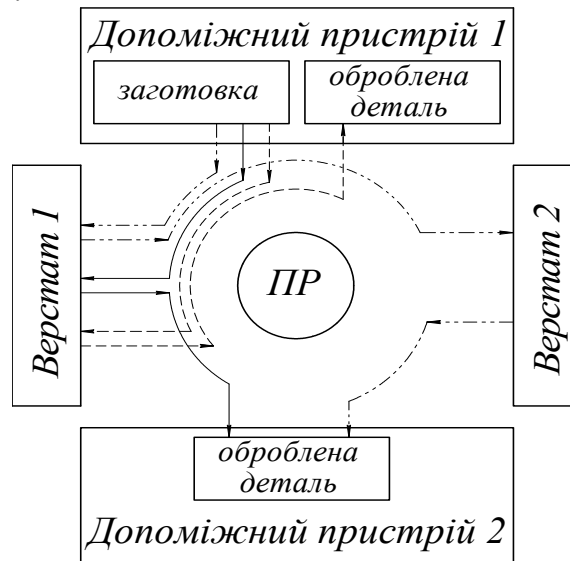 Допоміжний пристрій 1
заготовка
оброблена
деталь
Верстат 1
ПР
Верстат 2
оброблена
деталь
Допоміжний пристрій 2